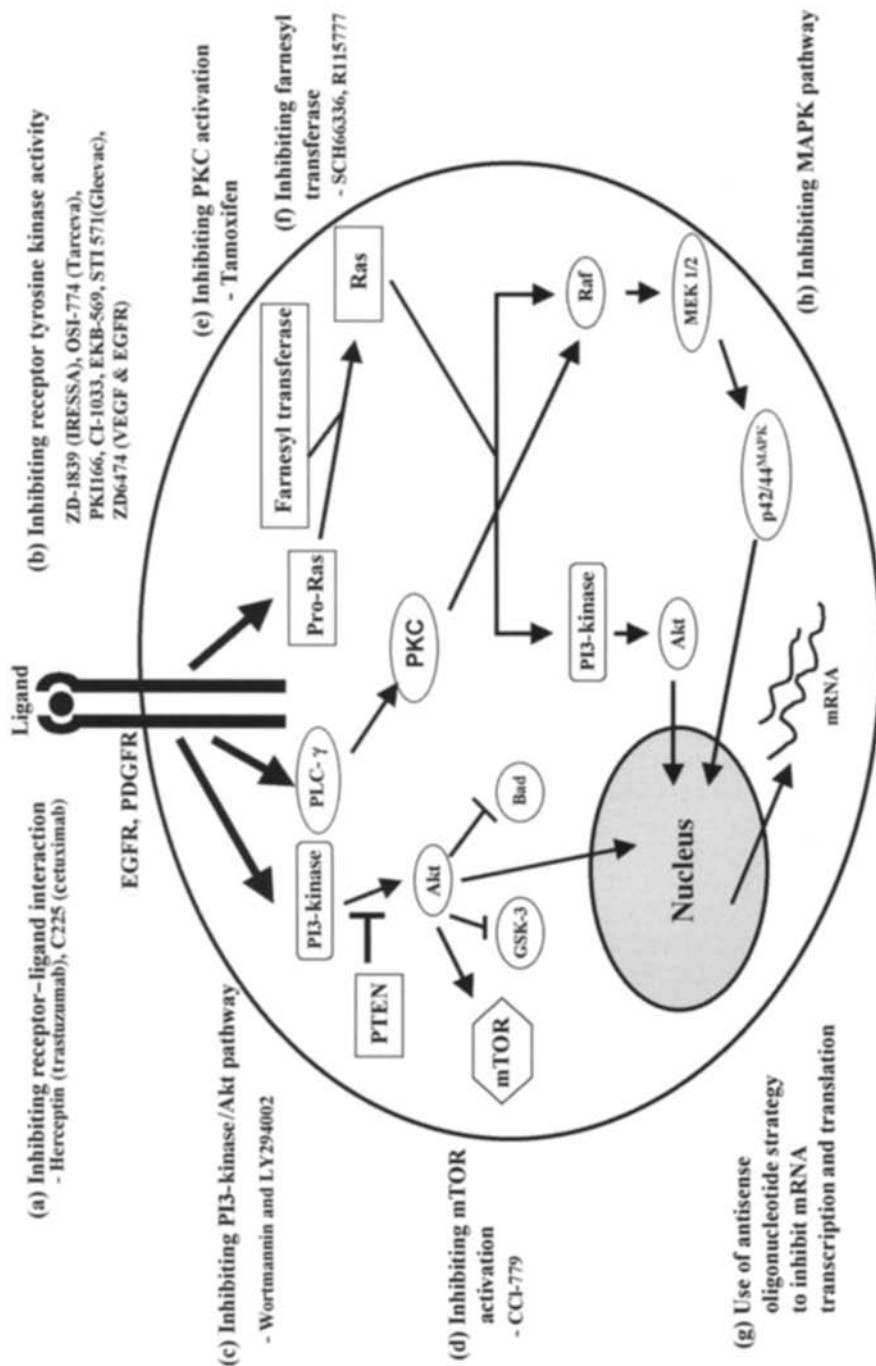 (a) Inhibiting receptor–ligand interaction
- Herceptin (trastuzumab), C225 (cetuximab)
Ligand
EGFR, PDGFR
(b) Inhibiting receptor tyrosine kinase activity
ZD-1839 (IRESSA), OSI-774 (Tarceva),
PKI166, CI-1033, EKB-569, STI 571(Gleevac),
ZD6474 (VEGF & EGFR)
(c) Inhibiting PI3-kinase/Akt pathway
- Wortmannin and LY294002
(d) Inhibiting mTOR
activation
- CCI-779
(e) Inhibiting PKC activation
- Tamoxifen
(f) Inhibiting farnesyl
transferase
- SCH66336, R115777
PI3-kinase
PLC- γ
Pro-Ras
Farnesyl transferase
Ras
PTEN
Akt
PKC
mTOR
GSK-3
Bad
PI3-kinase
Akt
Raf
MEK 1/2
p42/44MAPK
Nucleus
mRNA
(g) Use of antisense
oligonucleotide strategy
to inhibit mRNA
transcription and translation
(h) Inhibiting MAPK pathway